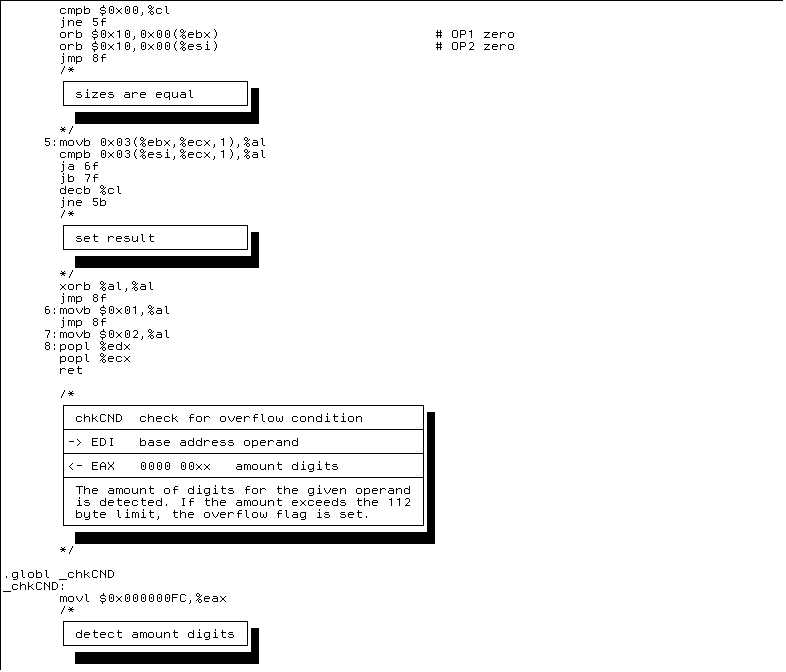 cmpb $0x00,%cl
jne 5f
orb $0x10,0x00(%ebx) # OP1 zero
orb $0x10,0x00(%esi) # OP2 zero
jmp 8f
/*
sizes are equal
*/
5:movb 0x03(%ebx,%ecx,1),%al
cmpb 0x03(%esi,%ecx,1),%al
ja 6f
jb 7f
decb %cl
jne 5b
/*
set result
*/
xorb %al,%al
jmp 8f
6:movb $0x01,%al
jmp 8f
7:movb $0x02,%al
8:popl %edx
popl %ecx
ret
/*
chkCND check for overflow condition
-> EDI base address operand
<- EAX 0000 00xx amount digits
The amount of digits for the given operand
is detected. If the amount exceeds the 112
byte limit, the overflow flag is set.
*/
.globl _chkCND
_chkCND:
movl $0x000000FC,%eax
/*
detect amount digits